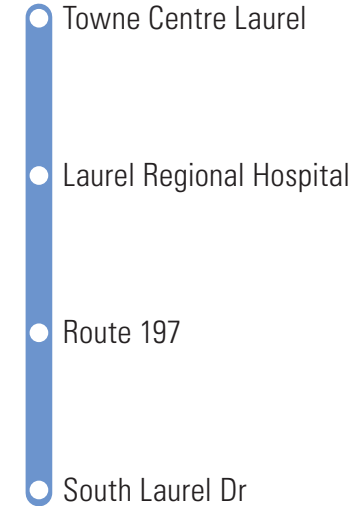 Towne Centre Laurel
Laurel Regional Hospital
Route 197
South Laurel Dr